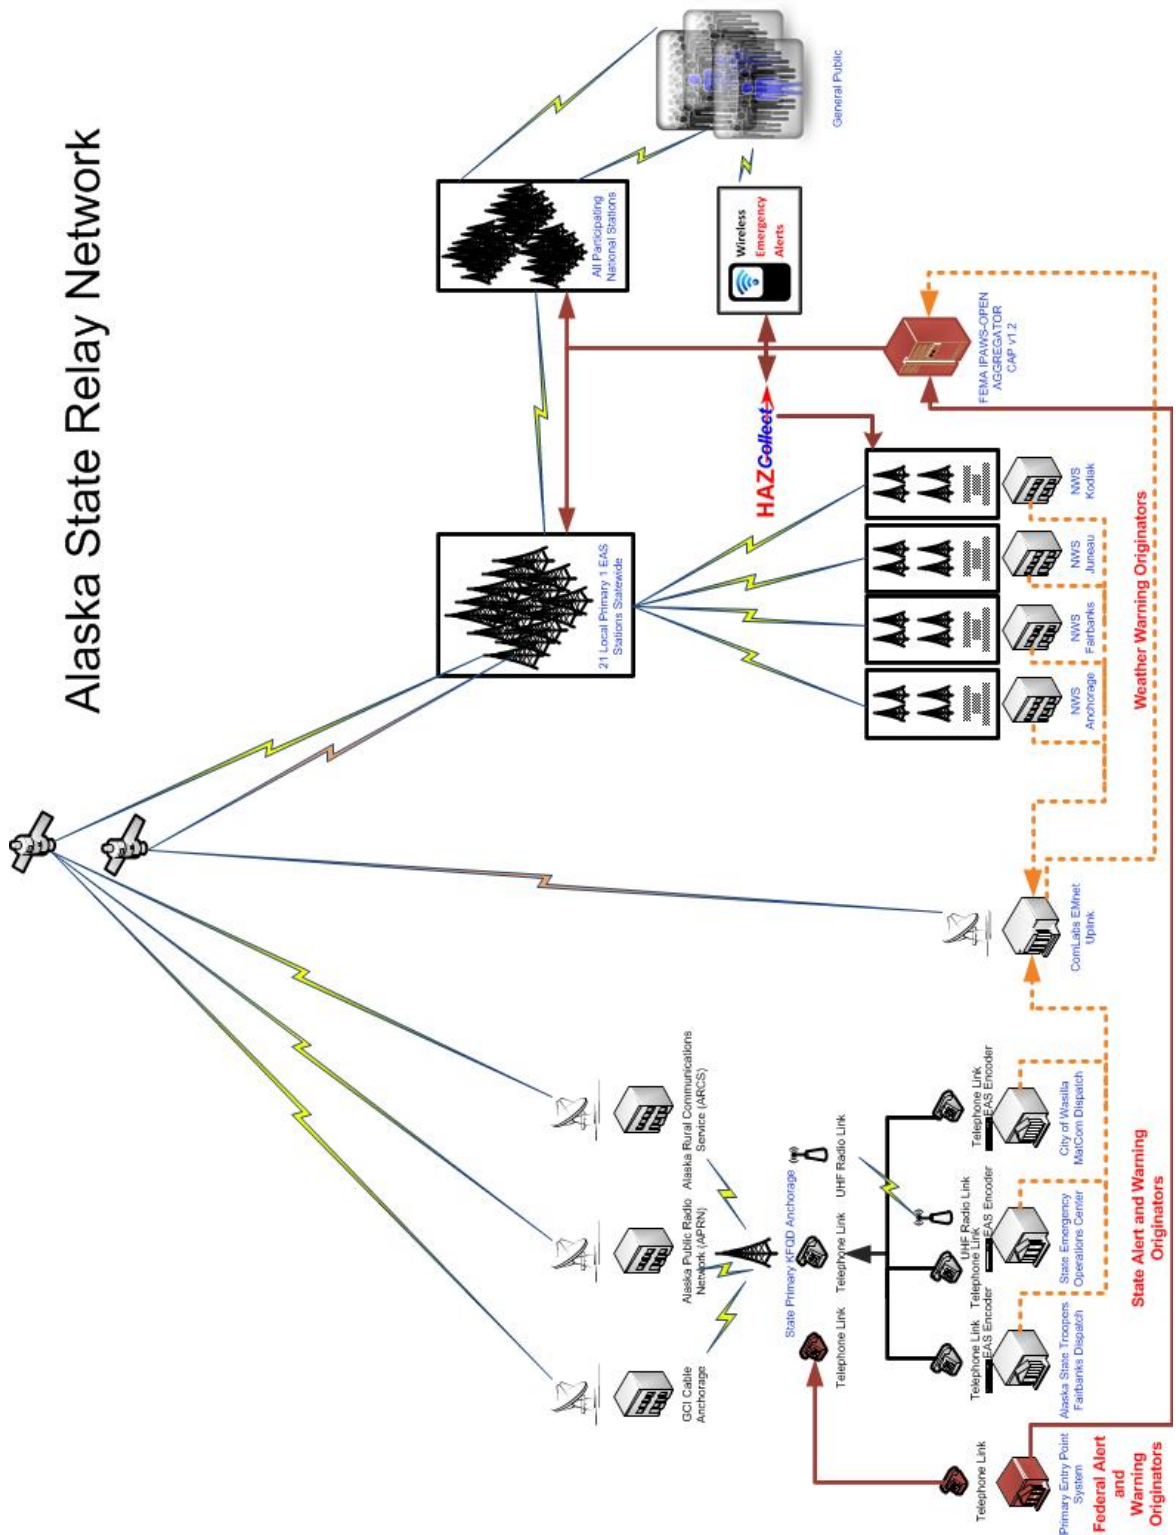 Alaska State Relay Network
GCI Cable
Anchorage
Alaska Public Radio
Network (APRN)
Alaska Rural Communications
Service (ARCS)
State Primary KFQD Anchorage
Telephone Link
Telephone Link
UHF Radio Link
Telephone Link
Telephone Link
EAS Encoder
Telephone Link
UHF Radio Link
EAS Encoder
Telephone Link
EAS Encoder
Primary Entry Point
System
Federal Alert
and
Warning
Originators
Alaska State Troopers
Fairbanks Dispatch
State Emergency
Operations Center
City of Wasilla
MatCom Dispatch
State Alert and Warning
Originators
ComLabs EMnet
Uplink
21 Local Primary 1 EAS
Stations Statewide
All Participating
National Stations
General Public
Wireless
Emergency
Alerts
HAZCollect
NWS
Anchorage
NWS
Fairbanks
NWS
Juneau
NWS
Kodiak
Weather Warning Originators
FEMA IPAWS-OPEN
AGGREGATOR
CAP v1.2